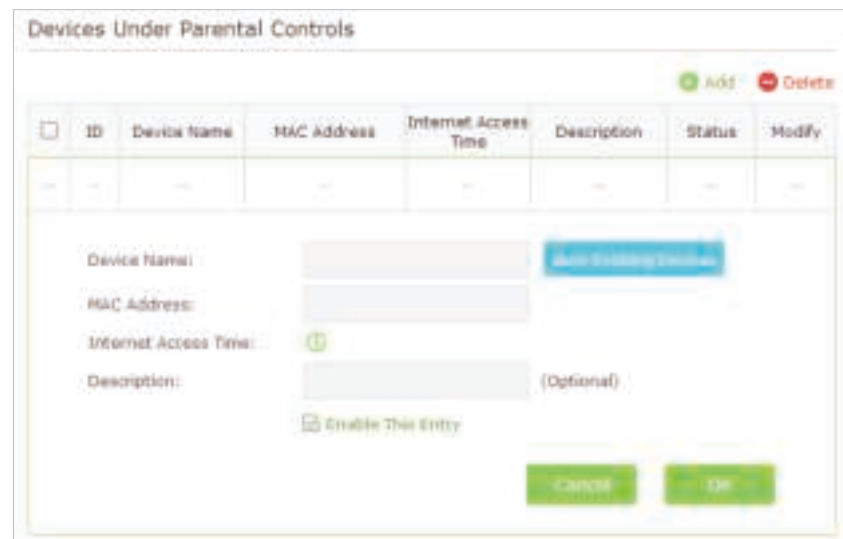 Devices Under Parental Controls
Add Delete
ID Device Name MAC Address Internet Access Time Description Status Modify
-- -- -- -- -- -- -- --
Device Name:
MAC Address:
Internet Access Time:
Description: (Optional)
Enable This Entry
Cancel OK